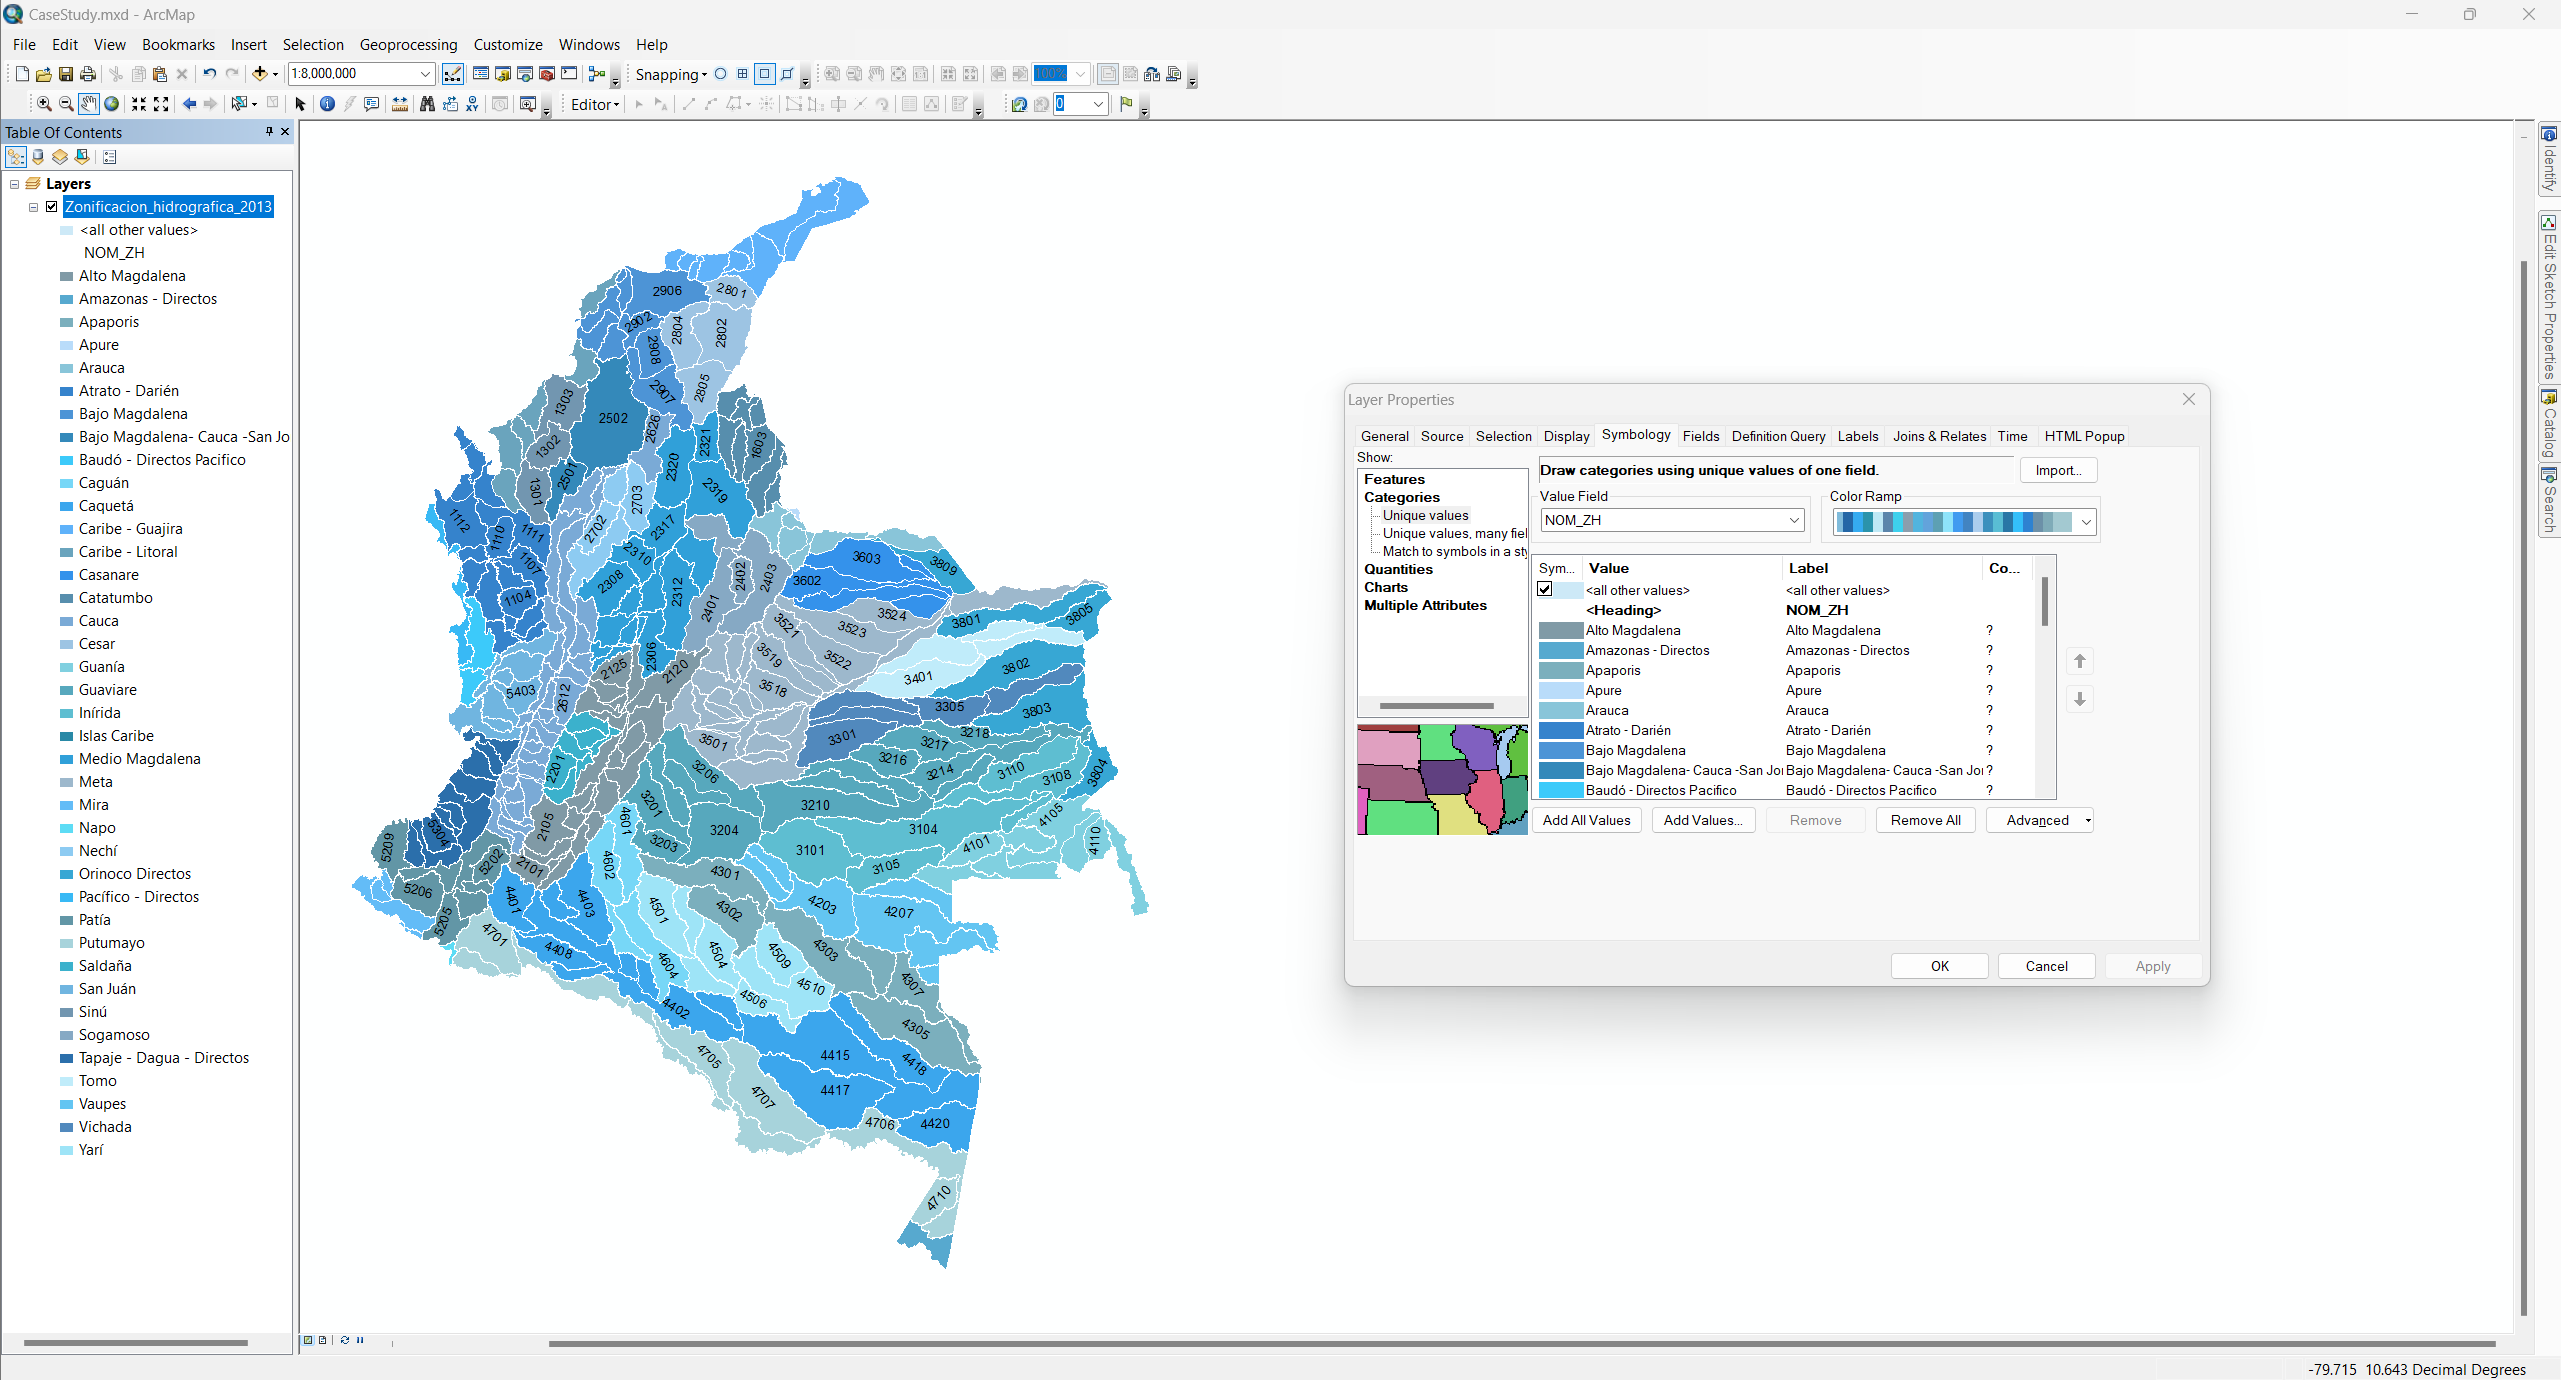 CaseStudy.mxd - ArcMap
File Edit View Bookmarks Insert Selection Geoprocessing Customize Windows Help
1:8,000,000
Snapping
100%
Editor
0
Table Of Contents
Layers
Zonificacion_hidrografica_2013
<all other values>
NOM_ZH
Alto Magdalena
Amazonas - Directos
Apaporis
Apure
Arauca
Atrato - Darién
Bajo Magdalena
Bajo Magdalena- Cauca -San Jo
Baudó - Directos Pacifico
Caguán
Caquetá
Caribe - Guajira
Caribe - Litoral
Casanare
Catatumbo
Cauca
Cesar
Guanía
Guaviare
Inírida
Islas Caribe
Medio Magdalena
Meta
Mira
Napo
Nechí
Orinoco Directos
Pacífico - Directos
Patía
Putumayo
Saldaña
San Juán
Sinú
Sogamoso
Tapaje - Dagua - Directos
Tomo
Vaupes
Vichada
Yarí
2906
2801
2902
2804
2802
2908
2907
2805
1303
2502
2626
2321
1603
1302
2320
2501
1301
2703
2319
1112
1110
1111
2702
2317
1107
2310
2308
2312
2402
2403
3603
3809
3602
1104
2401
3524
3521
3523
3801
3805
2306
2125
2120
3519
3522
3802
3401
5403
2612
3518
3305
3803
3301
3501
3217
3218
2201
3206
3216
3214
3110
3108
3804
3201
3210
4601
5304
2105
3204
3104
4105
5209
3203
3101
4101
4110
5202
2101
4602
4301
3105
5206
4401
4403
4501
4302
4203
4207
5205
4701
4408
4604
4504
4509
4303
4506
4510
4307
4402
4305
4705
4415
4418
4417
4707
4706
4420
4710
Layer Properties
General Source Selection Display Symbology Fields Definition Query Labels Joins & Relates Time HTML Popup
Show:
Features
Categories
Unique values
Unique values, many fiel
Match to symbols in a sty
Quantities
Charts
Multiple Attributes
Draw categories using unique values of one field.
Import...
Value Field
NOM_ZH
Color Ramp
Sym... Value Label Co...
<all other values> <all other values>
<Heading> NOM_ZH
Alto Magdalena Alto Magdalena ?
Amazonas - Directos Amazonas - Directos ?
Apaporis Apaporis ?
Apure Apure ?
Arauca Arauca ?
Atrato - Darién Atrato - Darién ?
Bajo Magdalena Bajo Magdalena ?
Bajo Magdalena- Cauca -San Joi Bajo Magdalena- Cauca -San Joi ?
Baudó - Directos Pacifico Baudó - Directos Pacifico ?
Add All Values Add Values... Remove Remove All Advanced
OK Cancel Apply
Identify
Edit Sketch Properties
Catalog
Search
-79.715 10.643 Decimal Degrees